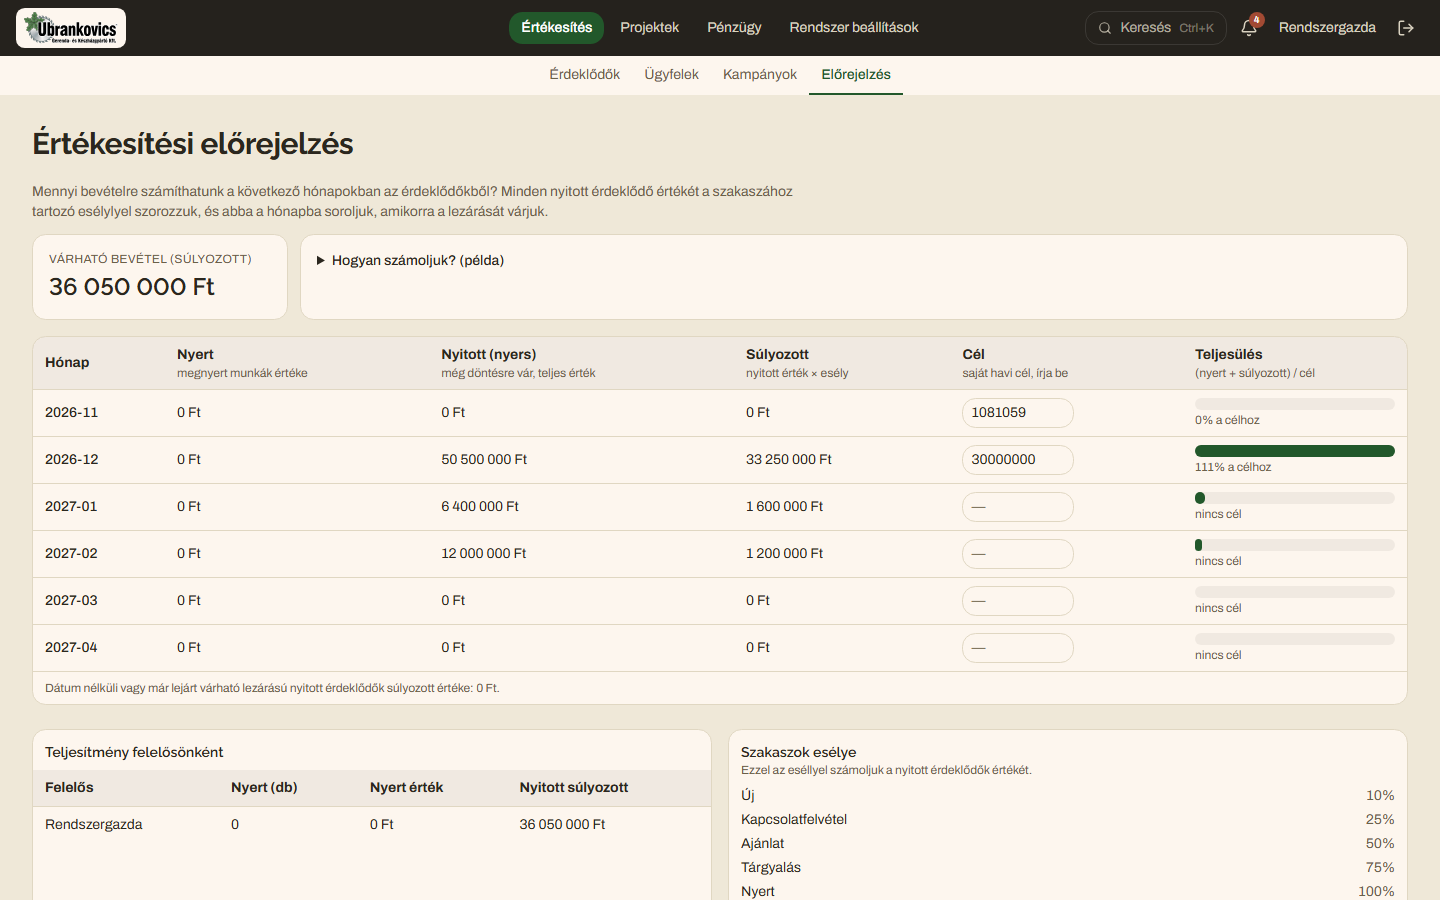 Ubrankovics
Gerenda- és Készházgyártó Kft.
Értékesítés
Projektek
Pénzügy
Rendszer beállítások
Keresés Ctrl+K
4
Rendszergazda
Érdeklődők
Ügyfelek
Kampányok
Előrejelzés
Értékesítési előrejelzés
Mennyi bevételre számíthatunk a következő hónapokban az érdeklődőkből? Minden nyitott érdeklődő értékét a szakaszához
tartozó esélylyel szorozzuk, és abba a hónapba soroljuk, amikorra a lezárását várjuk.
VÁRHATÓ BEVÉTEL (SÚLYOZOTT)
36 050 000 Ft
Hogyan számoljuk? (példa)
Hónap
Nyert
megnyert munkák értéke
Nyitott (nyers)
még döntésre vár, teljes érték
Súlyozott
nyitott érték × esély
Cél
saját havi cél, írja be
Teljesülés
(nyert + súlyozott) / cél
2026-11 0 Ft 0 Ft 0 Ft 1081059 0% a célhoz
2026-12 0 Ft 50 500 000 Ft 33 250 000 Ft 30000000 111% a célhoz
2027-01 0 Ft 6 400 000 Ft 1 600 000 Ft — nincs cél
2027-02 0 Ft 12 000 000 Ft 1 200 000 Ft — nincs cél
2027-03 0 Ft 0 Ft 0 Ft — nincs cél
2027-04 0 Ft 0 Ft 0 Ft — nincs cél
Dátum nélküli vagy már lejárt várható lezárású nyitott érdeklődők súlyozott értéke: 0 Ft.
Teljesítmény felelősönként
Felelős Nyert (db) Nyert érték Nyitott súlyozott
Rendszergazda 0 0 Ft 36 050 000 Ft
Szakaszok esélye
Ezzel az eséllyel számoljuk a nyitott érdeklődők értékét.
Új 10%
Kapcsolatfelvétel 25%
Ajánlat 50%
Tárgyalás 75%
Nyert 100%